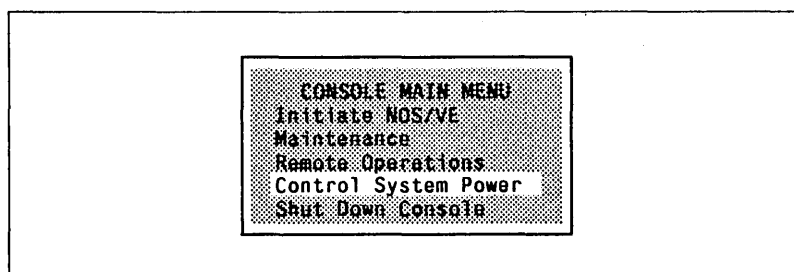 CONSOLE MAIN MENU
Initiate NOS/VE
Maintenance
Remote Operations
Control System Power
Shut Down Console